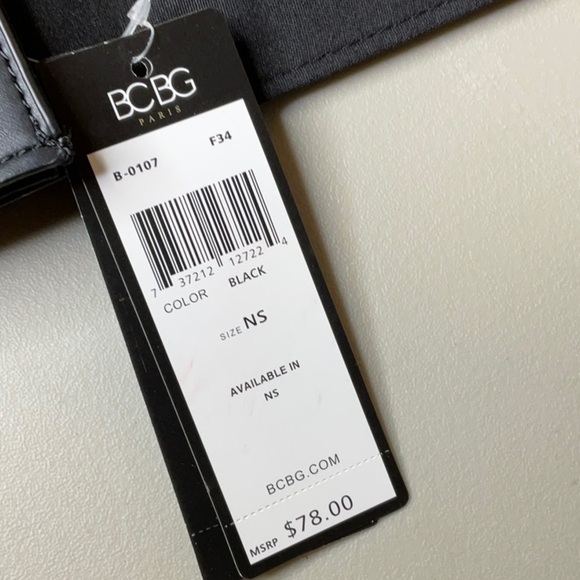 BCBG
PARIS
B-0107 F34
7 37212 12722 4
COLOR BLACK
SIZE NS
AVAILABLE IN
NS
BCBG.COM
MSRP $78.00